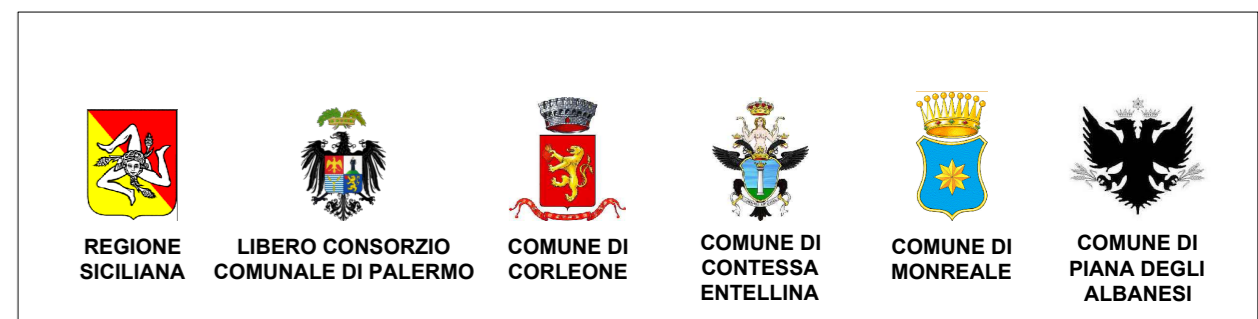 REGIONE
SICILIANA
LIBERO CONSORZIO
COMUNALE DI PALERMO
COMUNE DI
CORLEONE
COMUNE DI
CONTESSA
ENTELLINA
COMUNE DI
MONREALE
COMUNE DI
PIANA DEGLI
ALBANESI